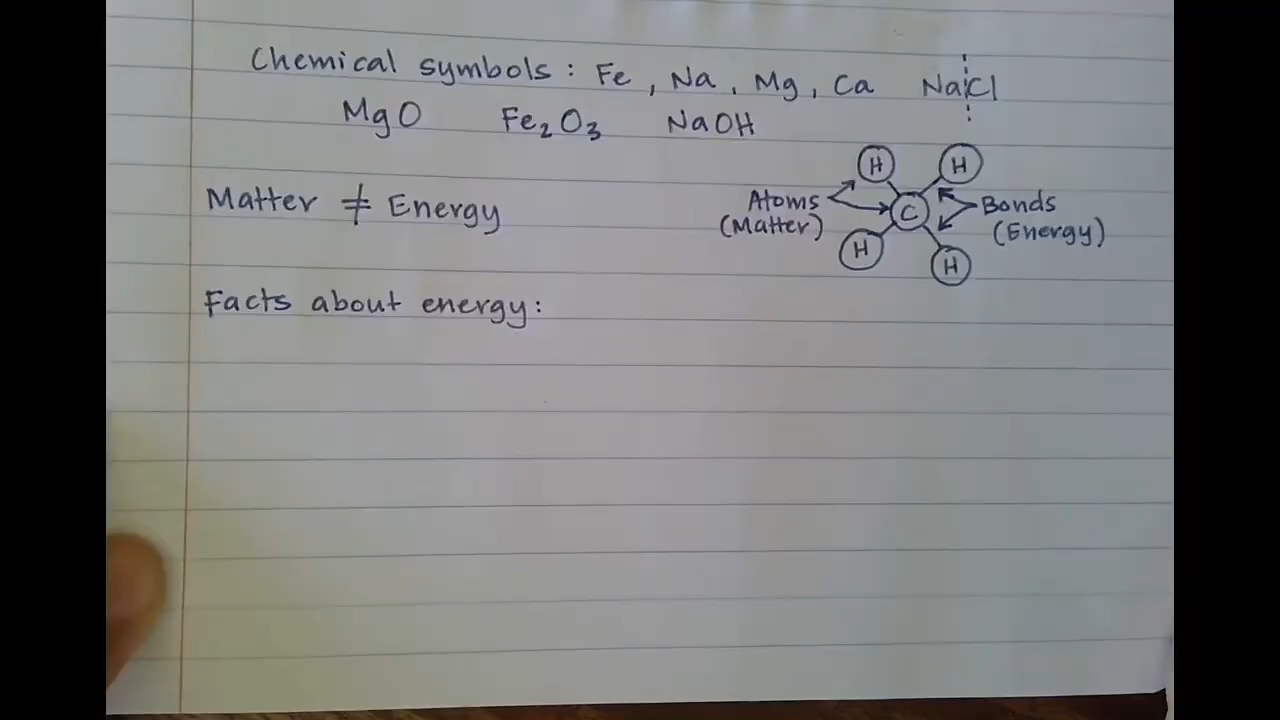 Chemical symbols: Fe, Na, Mg, Ca NaCl
MgO Fe₂O₃ NaOH
Matter ≠ Energy
Atoms
(Matter)
H H
C
H H
Bonds
(Energy)
Facts about energy: